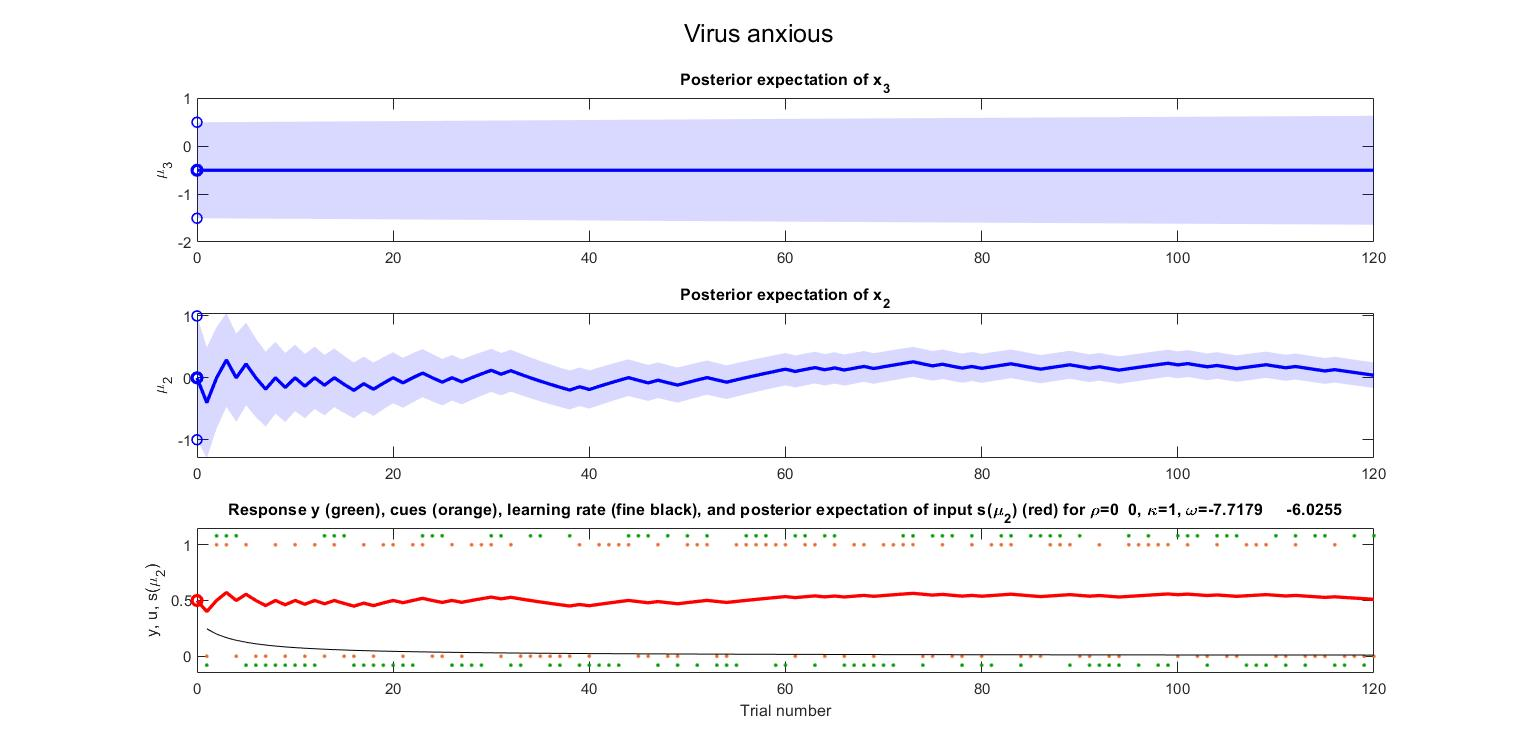 Virus anxious
Posterior expectation of x3
1
0
-1
-2
μ3
0 20 40 60 80 100 120
Posterior expectation of x2
1
0
-1
μ2
0 20 40 60 80 100 120
Response y (green), cues (orange), learning rate (fine black), and posterior expectation of input s(μ2) (red) for ρ=0 0, κ=1, ω=-7.7179 -6.0255
1
0.5
0
y, u, s(μ2)
0 20 40 60 80 100 120
Trial number